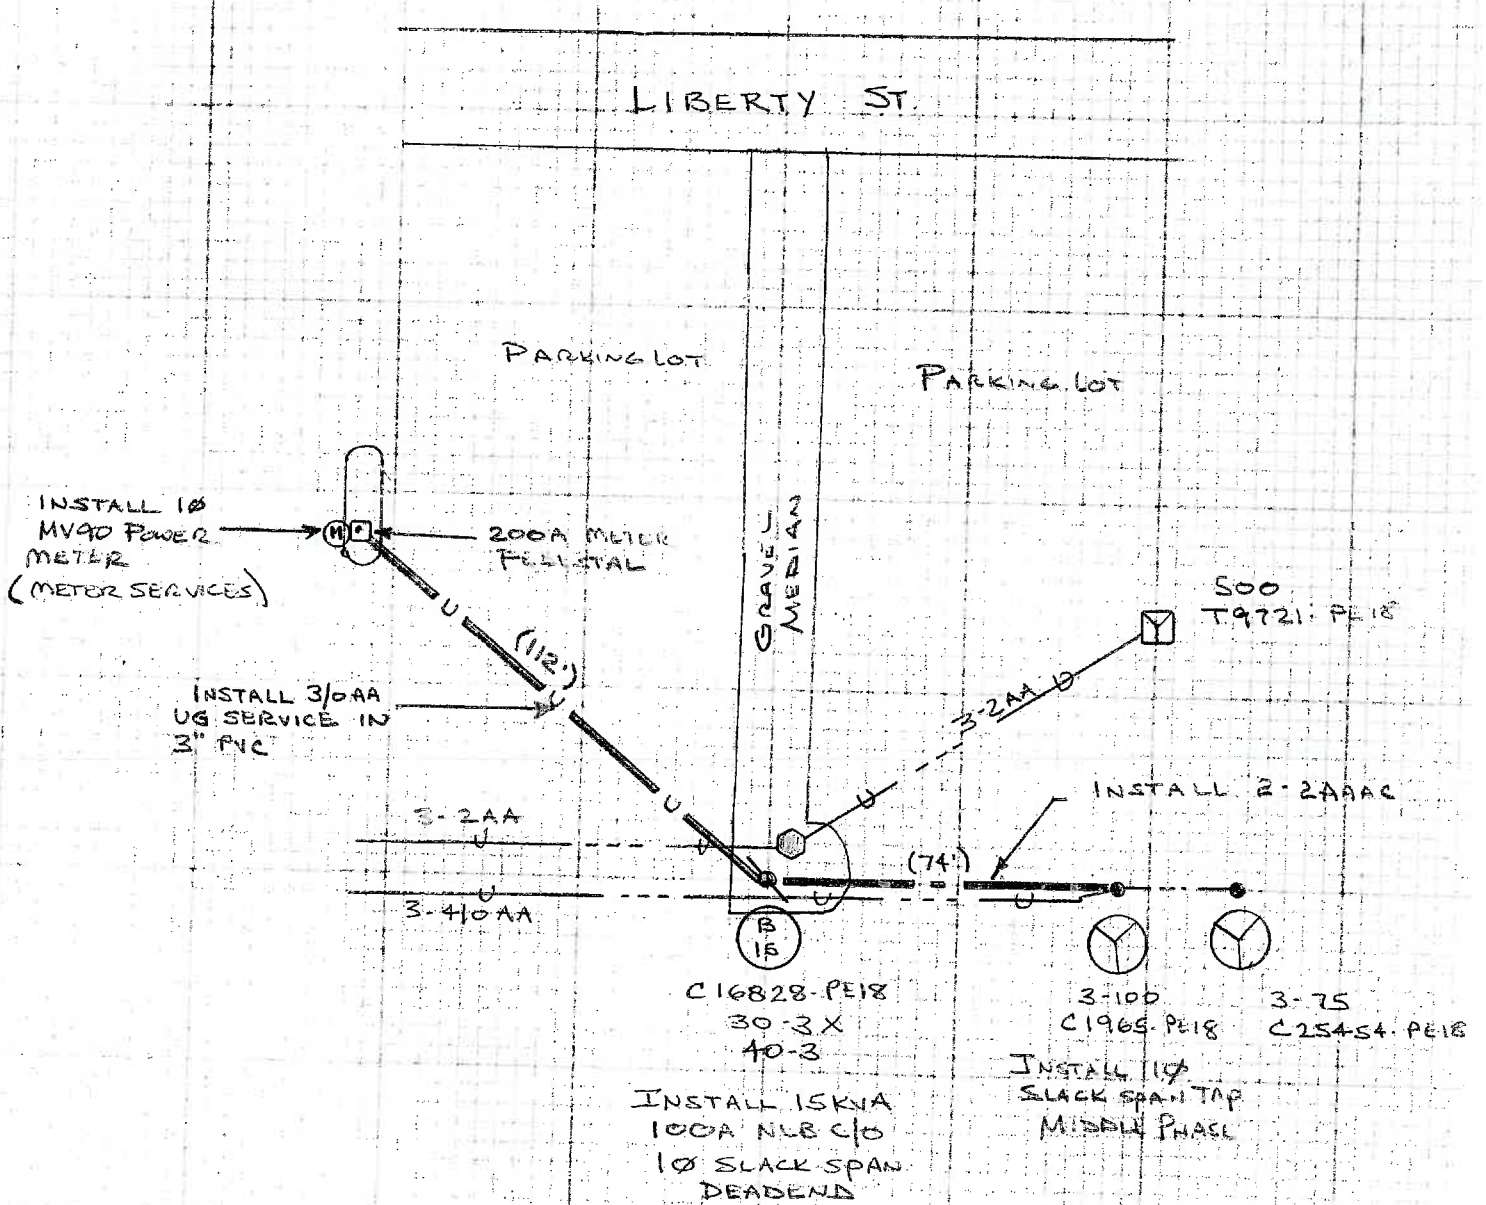 LIBERTY ST.
PARKING LOT
PARKING LOT
INSTALL 1Ø
MV90 POWER
METER
(METER SERVICES)
M
200A METER
GRAVEL
MERIDIAN
500
T9721-PE18
(112')
INSTALL 3/0AA
UG SERVICE IN
3" PVC
3-2AA
INSTALL 2-2AAAC
3-2AA
(74')
3-4/0AA
B
15
C16828-PE18
30-3X
40-3
3-100
C1965-PE18
3-75
C25454-PE18
INSTALL 15KVA
100A NLB C/O
1Ø SLACK SPAN
DEADEND
INSTALL 1Ø
SLACK SPAN TAP
MIDDLE PHASE